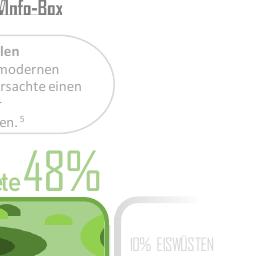 Info-Box
len
modernen
rsachte einen
en. 5
ete 48%
10% EISWÜSTEN